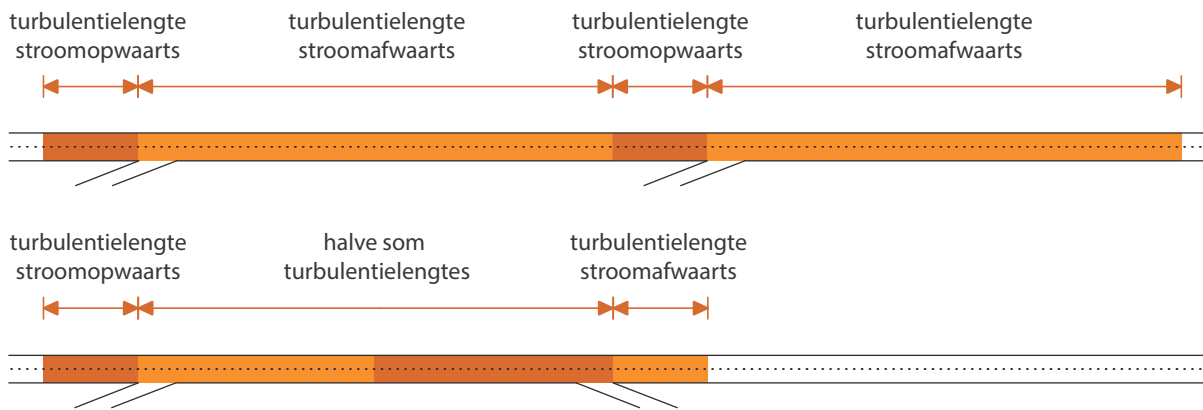 turbulentielengte
stroomopwaarts
turbulentielengte
stroomafwaarts
turbulentielengte
stroomopwaarts
turbulentielengte
stroomafwaarts
turbulentielengte
stroomopwaarts
halve som
turbulentielengtes
turbulentielengte
stroomafwaarts